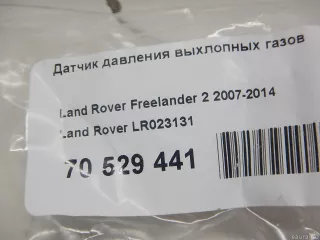 Датчик давления выхлопных газов
Land Rover Freelander 2 2007-2014
Land Rover LR023131
70 529 441